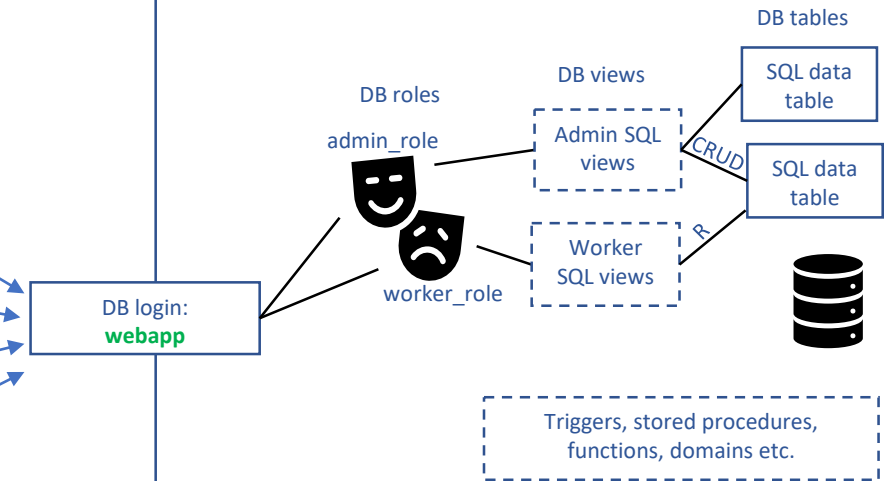 DB tables
DB views
DB roles
SQL data
table
admin_role
Admin SQL
views
CRUD
SQL data
table
R
Worker
SQL views
worker_role
DB login:
webapp
Triggers, stored procedures,
functions, domains etc.